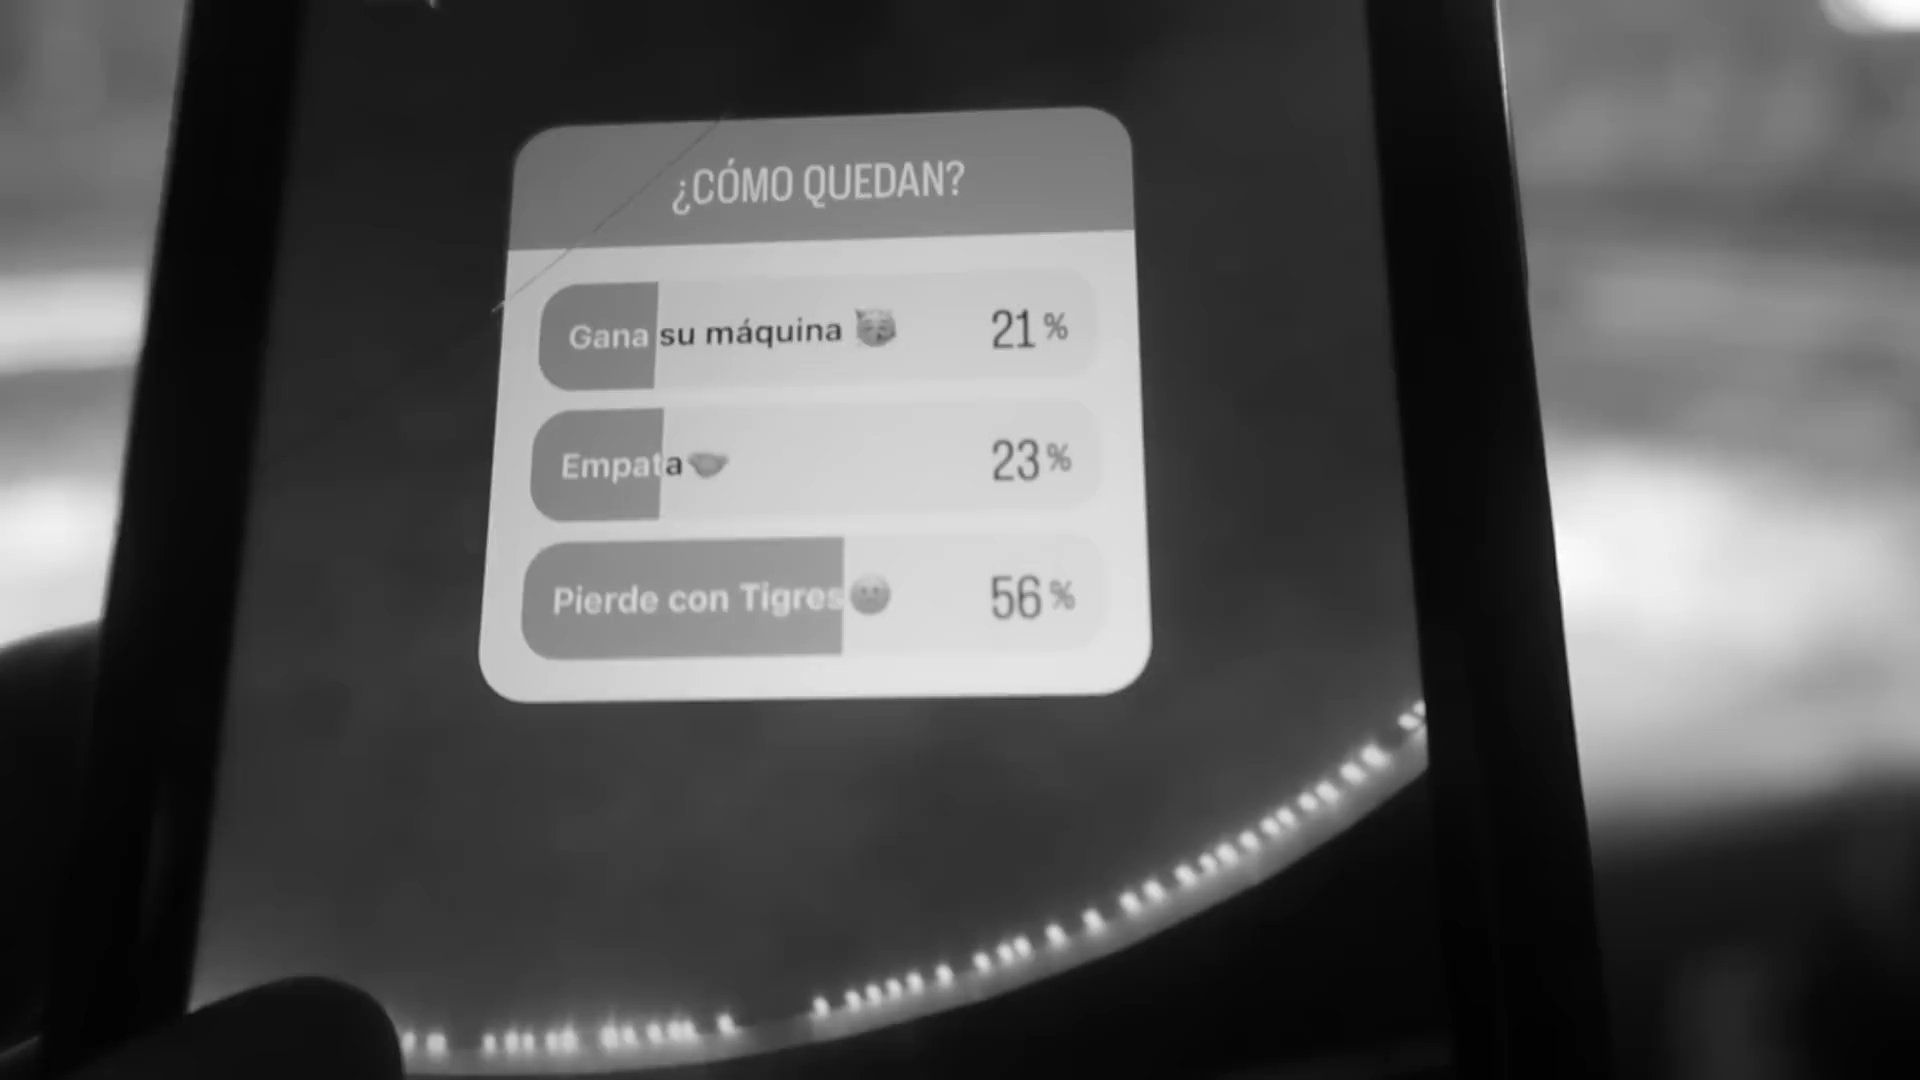 ¿CÓMO QUEDAN?
Gana su máquina 🥳 21%
Empata🤝 23%
Pierde con Tigres🫠 56%